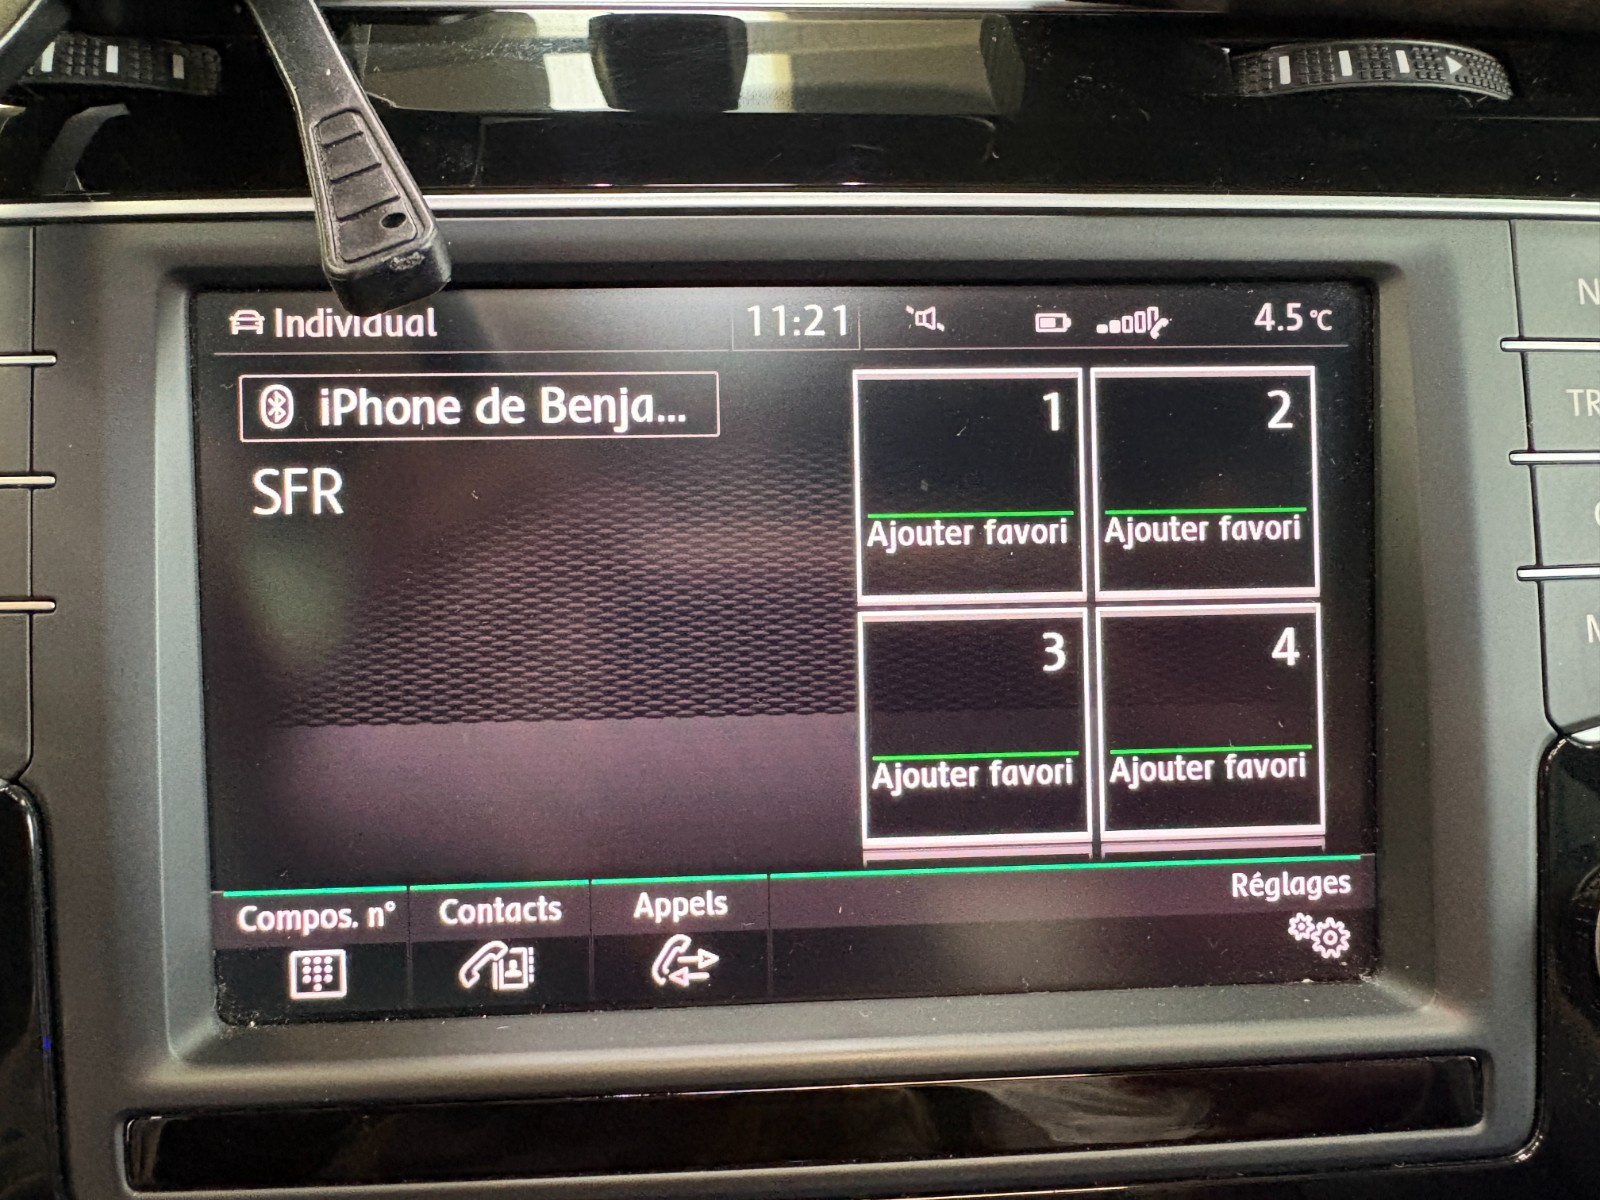 Individual
11:21
4.5°C
iPhone de Benja...
SFR
1
Ajouter favori
2
Ajouter favori
3
Ajouter favori
4
Ajouter favori
Compos. n°
Contacts
Appels
Réglages
N
TR
M